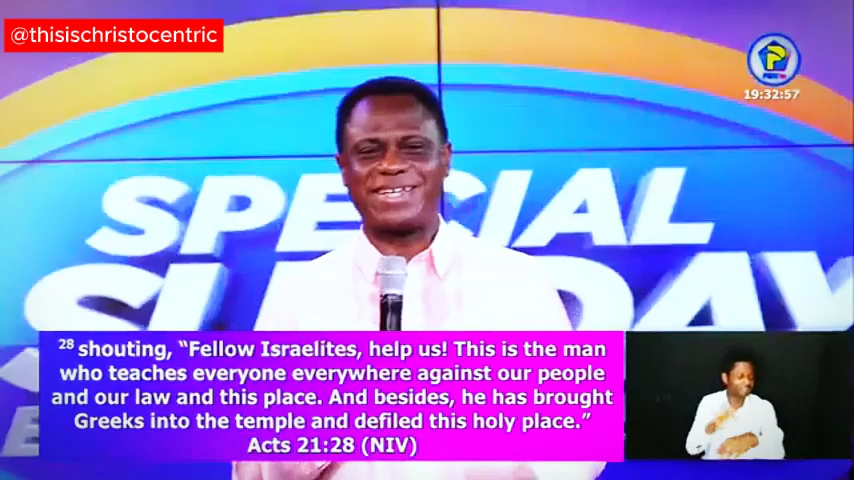 @thisischristocentric
19:32:57
SPECIAL
28 shouting, “Fellow Israelites, help us! This is the man
who teaches everyone everywhere against our people
and our law and this place. And besides, he has brought
Greeks into the temple and defiled this holy place.”
Acts 21:28 (NIV)